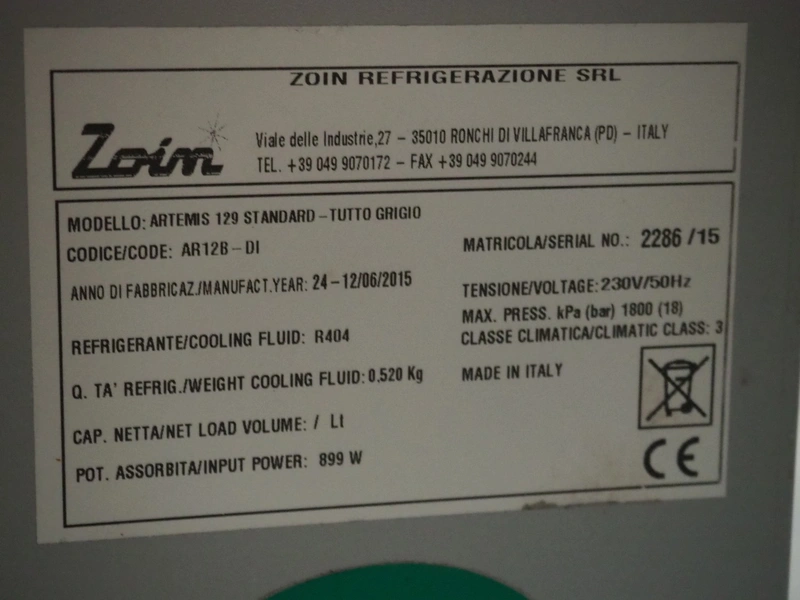 ZOIN REFRIGERAZIONE SRL
Zoin
Viale delle Industrie,27 – 35010 RONCHI DI VILLAFRANCA (PD) – ITALY
TEL. +39 049 9070172 – FAX +39 049 9070244
MODELLO: ARTEMIS 129 STANDARD – TUTTO GRIGIO
CODICE/CODE: AR12B – DI
MATRICOLA/SERIAL NO.: 2286 /15
ANNO DI FABBRICAZ./MANUFACT.YEAR: 24 – 12/06/2015
TENSIONE/VOLTAGE: 230V/50Hz
MAX. PRESS. kPa (bar) 1800 (18)
REFRIGERANTE/COOLING FLUID: R404
CLASSE CLIMATICA/CLIMATIC CLASS: 3
Q. TA' REFRIG./WEIGHT COOLING FLUID: 0,520 Kg
MADE IN ITALY
CAP. NETTA/NET LOAD VOLUME: / Lt
POT. ASSORBITA/INPUT POWER: 899 W
CE